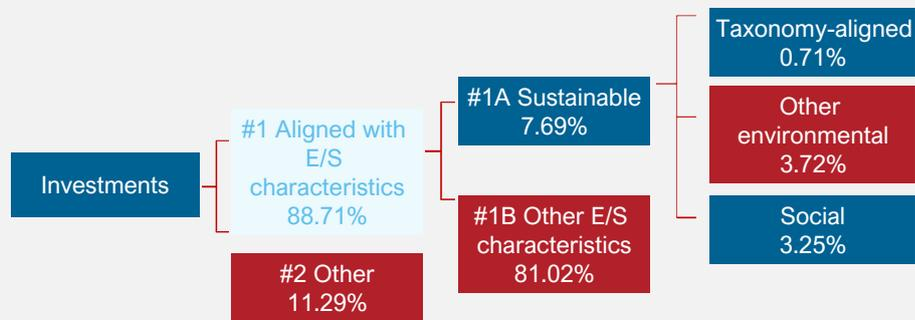 Investments
#1 Aligned with
E/S
characteristics
88.71%
#2 Other
11.29%
#1A Sustainable
7.69%
#1B Other E/S
characteristics
81.02%
Taxonomy-aligned
0.71%
Other
environmental
3.72%
Social
3.25%